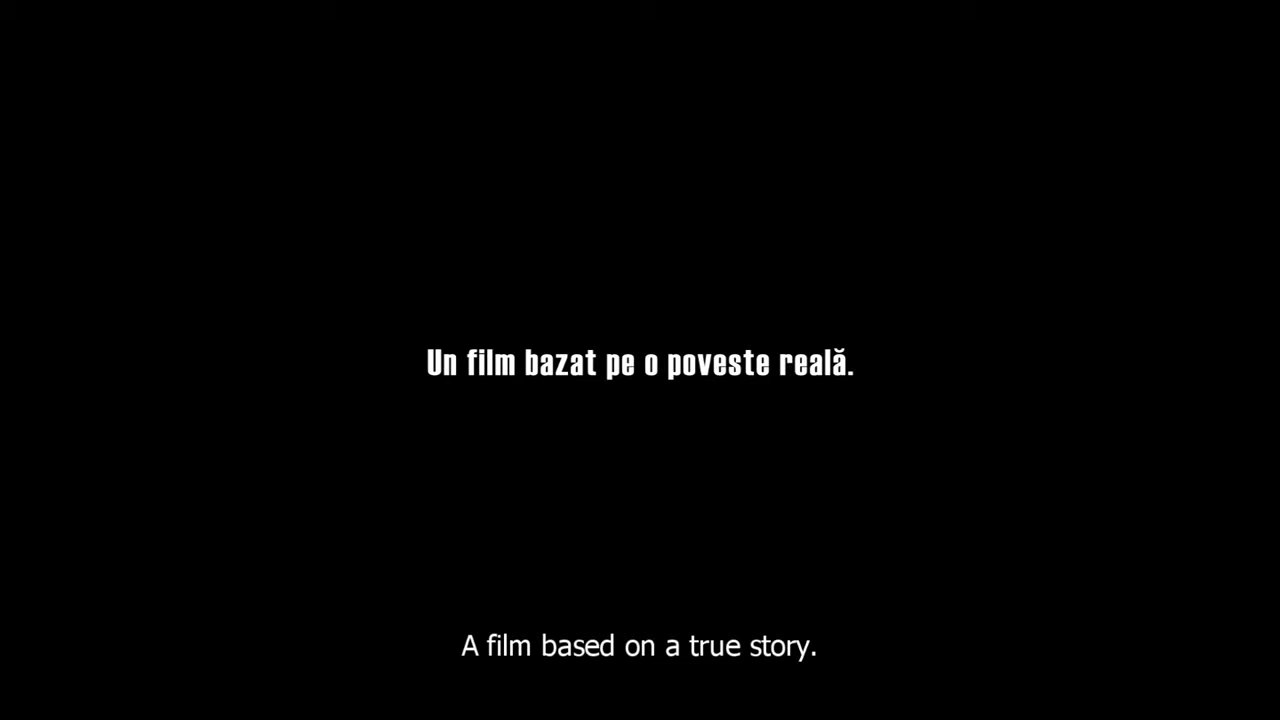 Un film bazat pe o poveste reală.
A film based on a true story.